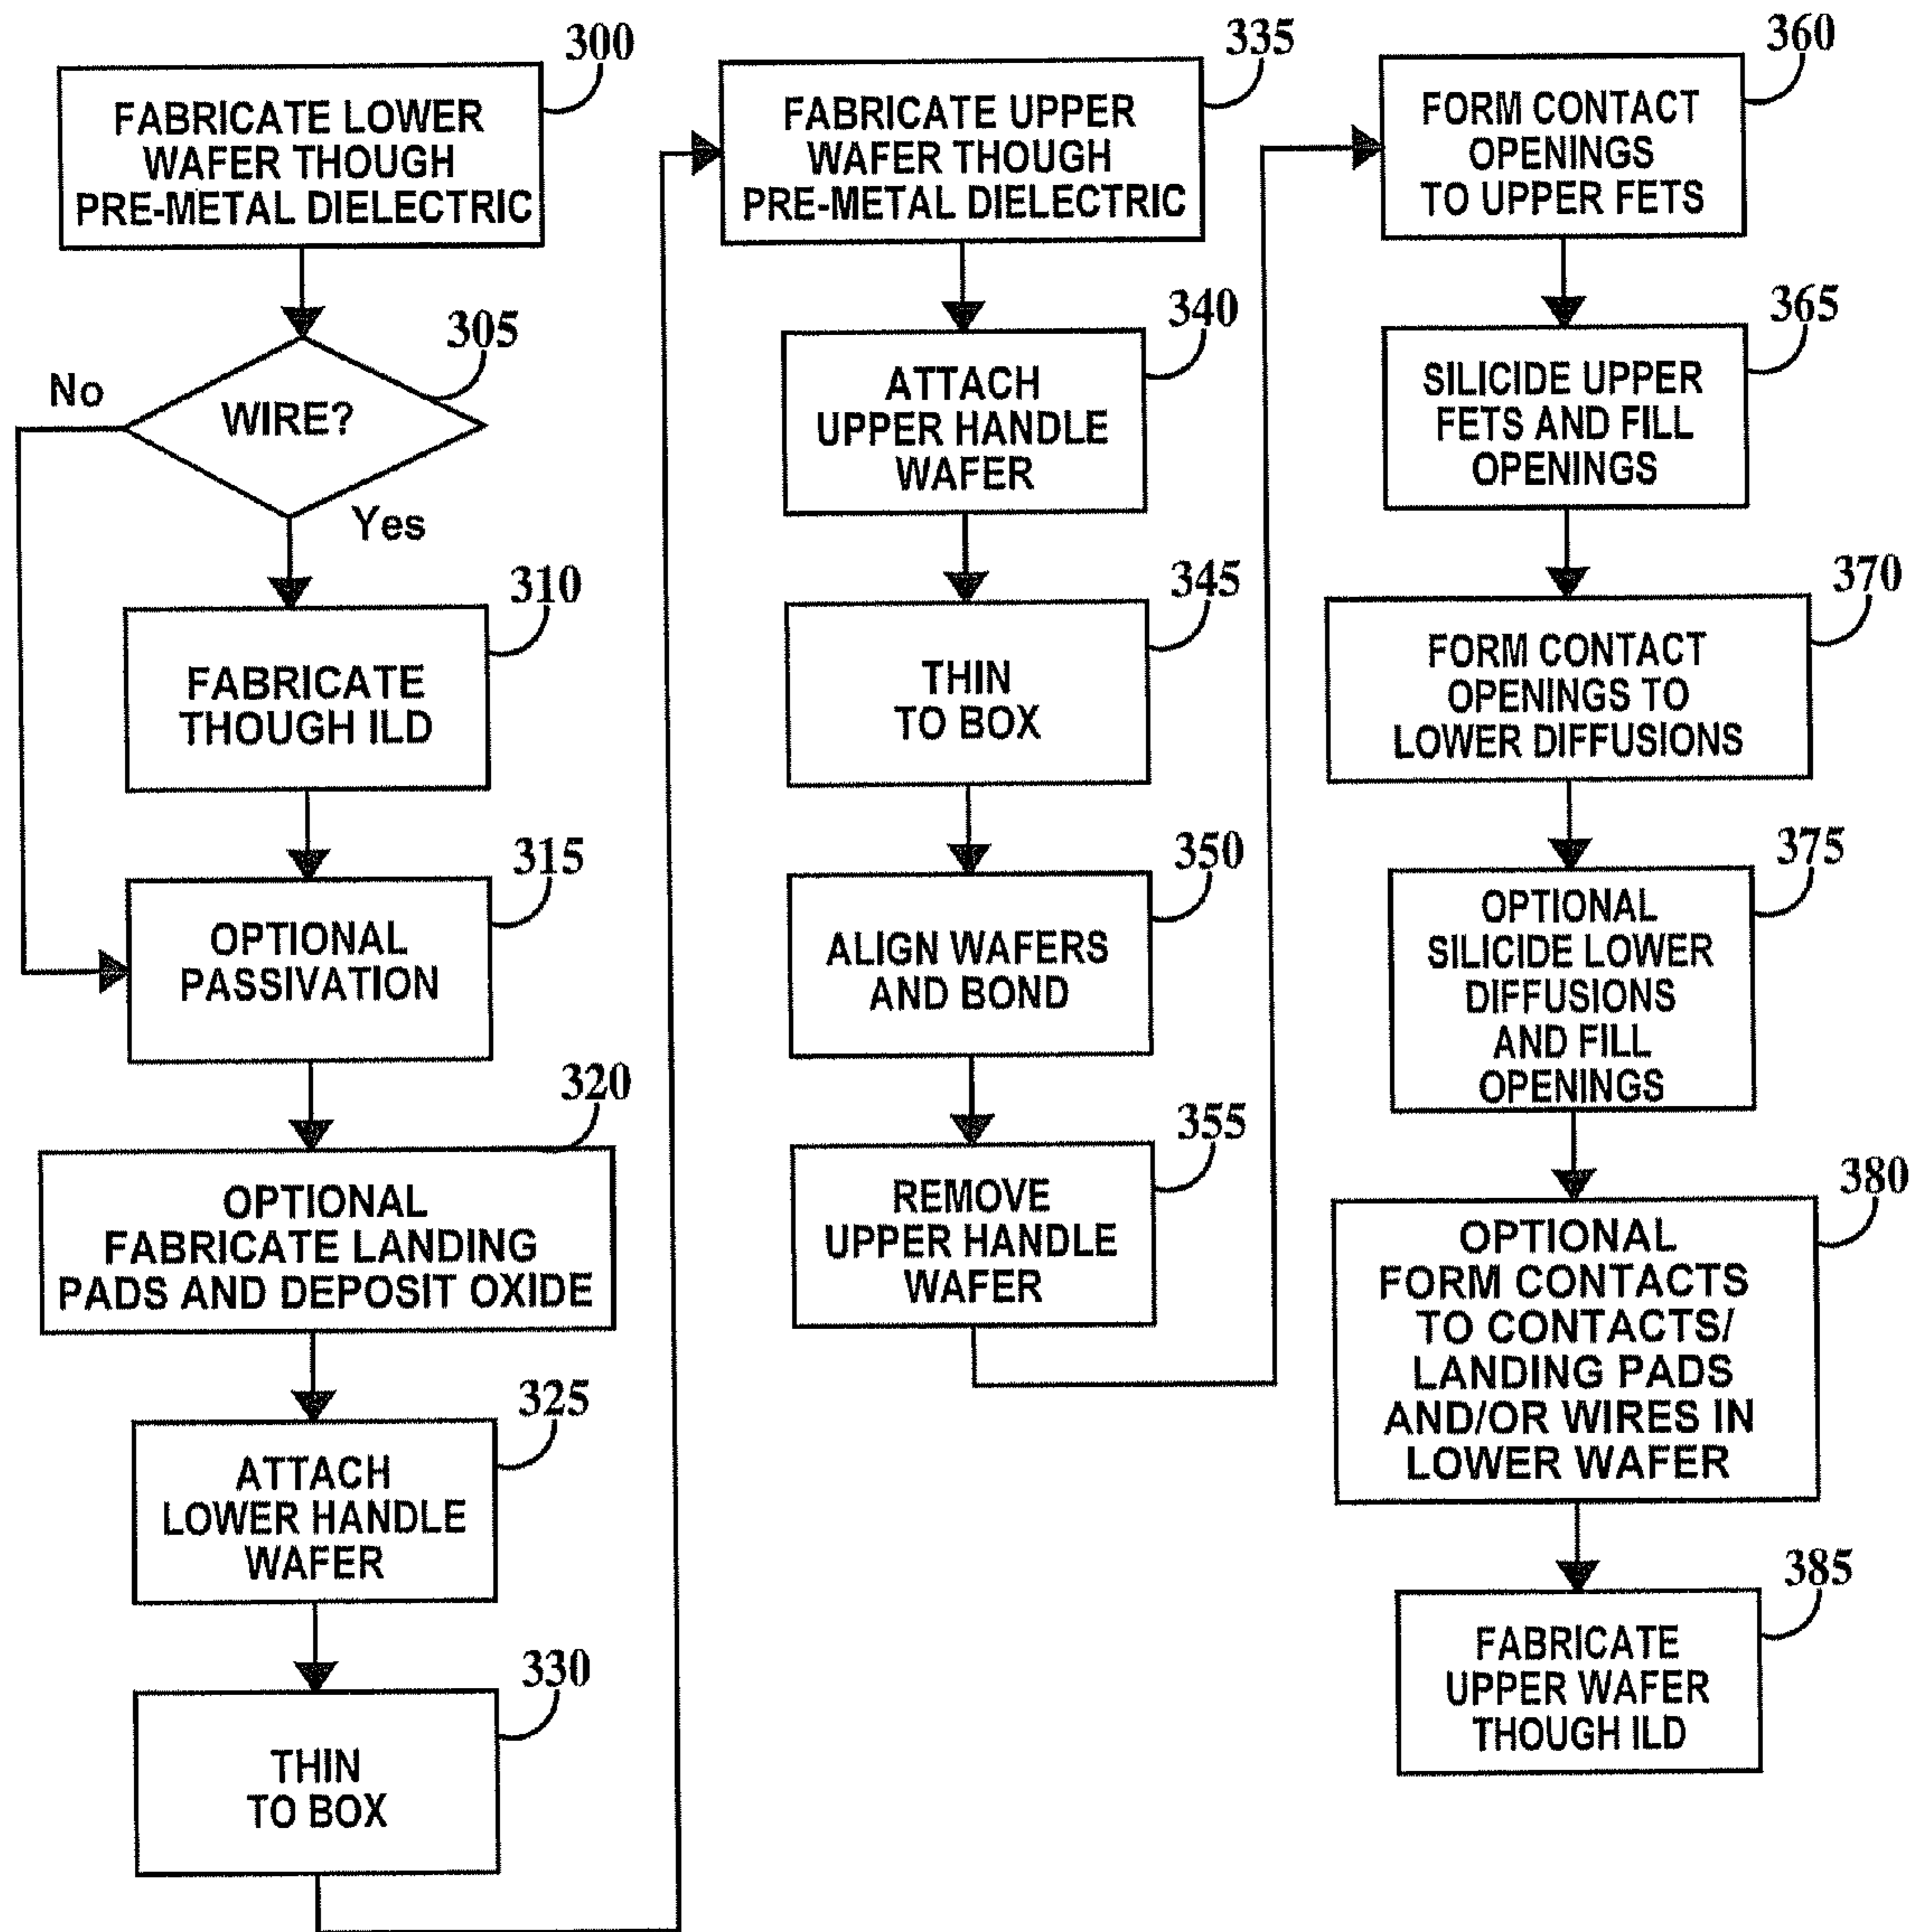 300
FABRICATE LOWER
WAFER THOUGH
PRE-METAL DIELECTRIC
305
No
WIRE?
Yes
310
FABRICATE
THOUGH ILD
315
OPTIONAL
PASSIVATION
320
OPTIONAL
FABRICATE LANDING
PADS AND DEPOSIT OXIDE
325
ATTACH
LOWER HANDLE
WAFER
330
THIN
TO BOX
335
FABRICATE UPPER
WAFER THOUGH
PRE-METAL DIELECTRIC
340
ATTACH
UPPER HANDLE
WAFER
345
THIN
TO BOX
350
ALIGN WAFERS
AND BOND
355
REMOVE
UPPER HANDLE
WAFER
360
FORM CONTACT
OPENINGS
TO UPPER FETS
365
SILICIDE UPPER
FETS AND FILL
OPENINGS
370
FORM CONTACT
OPENINGS TO
LOWER DIFFUSIONS
375
OPTIONAL
SILICIDE LOWER
DIFFUSIONS
AND FILL
OPENINGS
380
OPTIONAL
FORM CONTACTS
TO CONTACTS/
LANDING PADS
AND/OR WIRES IN
LOWER WAFER
385
FABRICATE
UPPER WAFER
THOUGH ILD